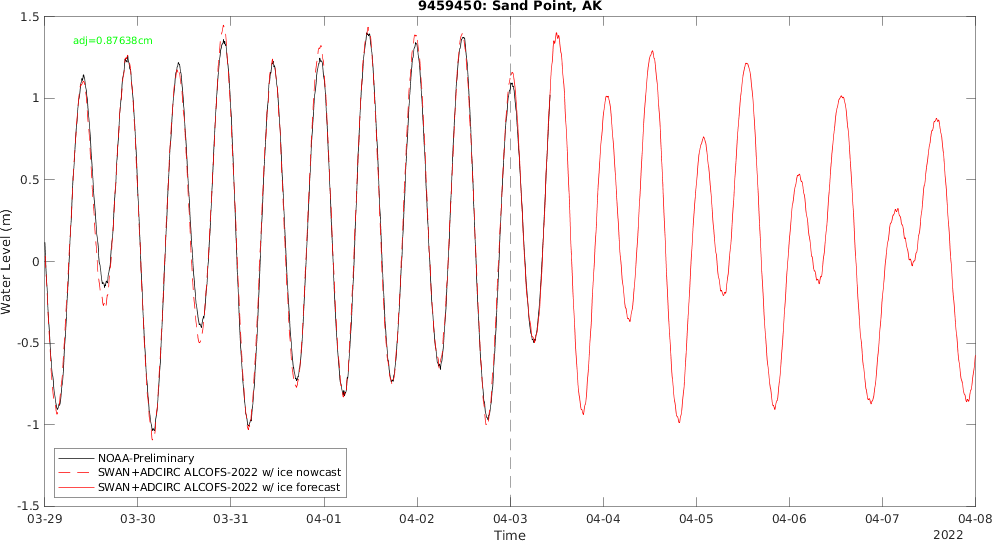 9459450: Sand Point, AK
adj=0.87638cm
1.5
1
0.5
0
-0.5
-1
-1.5
Water Level (m)
NOAA-Preliminary
SWAN+ADCIRC ALCOFS-2022 w/ ice nowcast
SWAN+ADCIRC ALCOFS-2022 w/ ice forecast
03-29 03-30 03-31 04-01 04-02 04-03 04-04 04-05 04-06 04-07 04-08
Time
2022